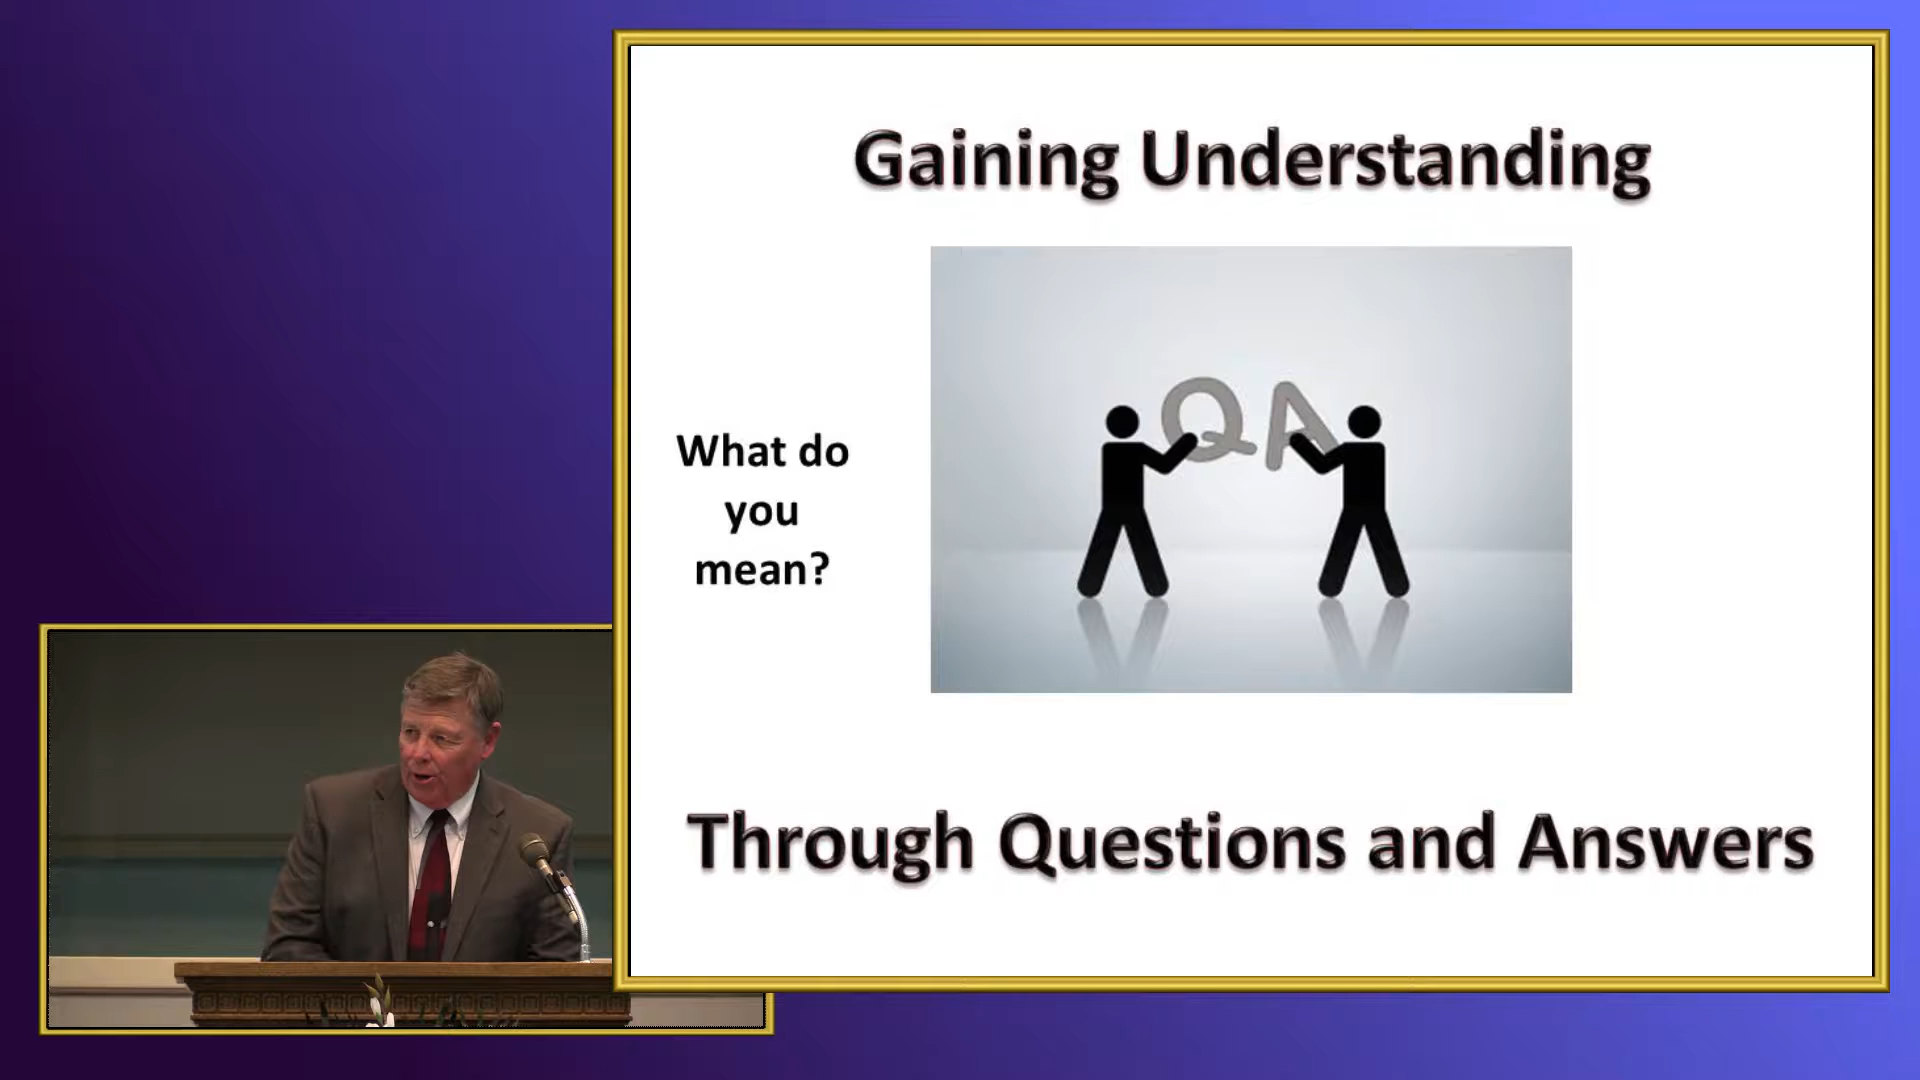 Gaining Understanding
QA
What do
you
mean?
Through Questions and Answers